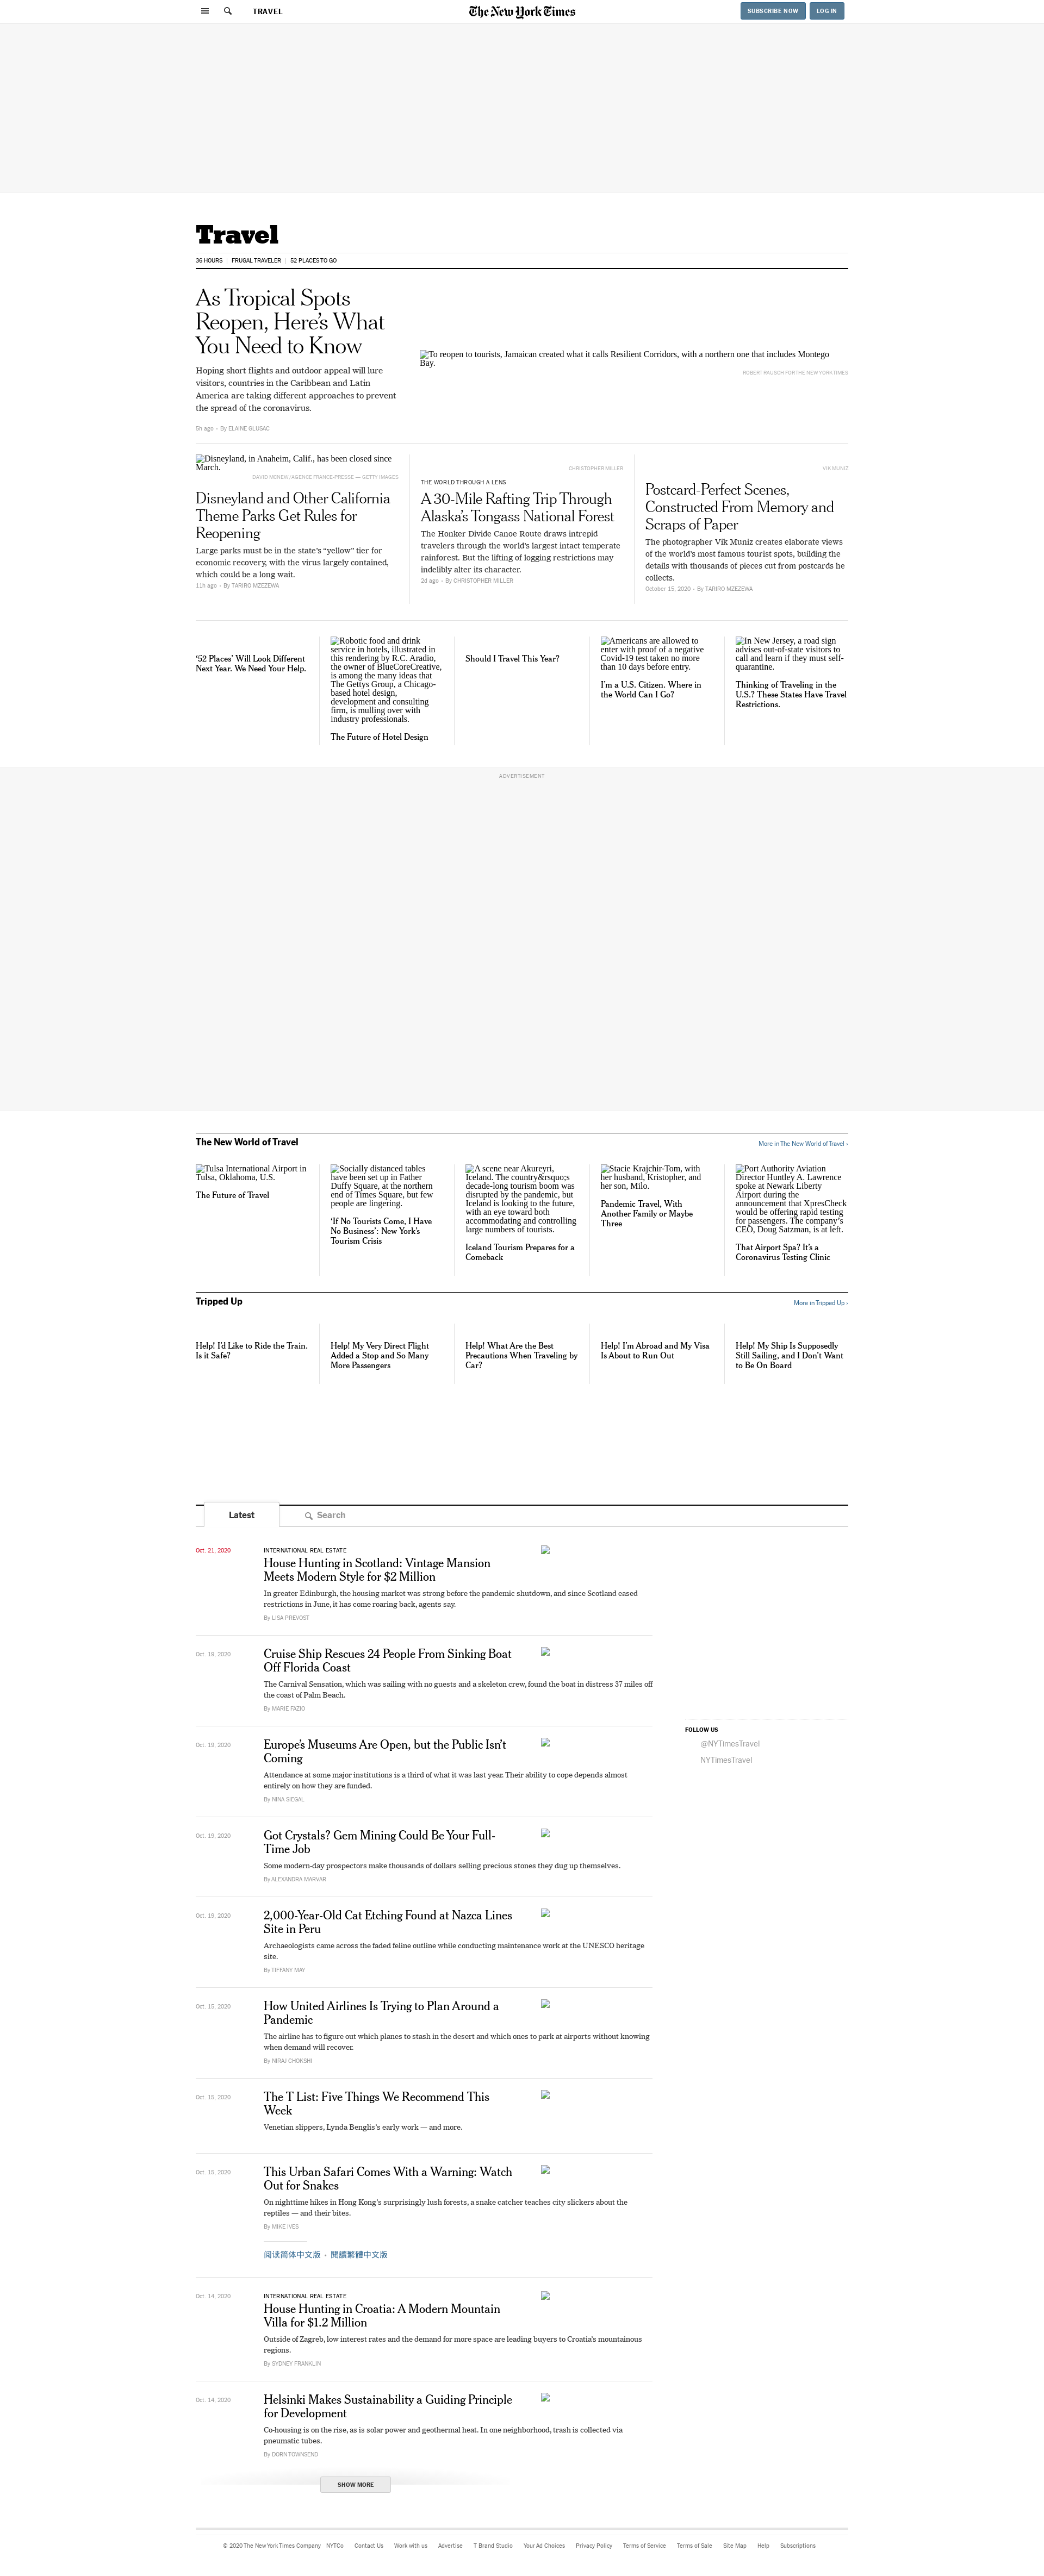 TRAVEL
The New York Times
SUBSCRIBE NOW
LOG IN
Travel
36 HOURS
FRUGAL TRAVELER
52 PLACES TO GO
As Tropical Spots
Reopen, Here’s What
You Need to Know
Hoping short flights and outdoor appeal will lure
visitors, countries in the Caribbean and Latin
America are taking different approaches to prevent
the spread of the coronavirus.
5h ago · By ELAINE GLUSAC
To reopen to tourists, Jamaican created what it calls Resilient Corridors, with a northern one that includes Montego
Bay.
ROBERT RAUSCH FOR THE NEW YORK TIMES
Disneyland, in Anaheim, Calif., has been closed since
March.
DAVID MCNEW/AGENCE FRANCE-PRESSE — GETTY IMAGES
Disneyland and Other California
Theme Parks Get Rules for
Reopening
Large parks must be in the state’s “yellow” tier for
economic recovery, with the virus largely contained,
which could be a long wait.
11h ago · By TARIRO MZEZEWA
CHRISTOPHER MILLER
THE WORLD THROUGH A LENS
A 30-Mile Rafting Trip Through
Alaska’s Tongass National Forest
The Honker Divide Canoe Route draws intrepid
travelers through the world’s largest intact temperate
rainforest. But the lifting of logging restrictions may
indelibly alter its character.
2d ago · By CHRISTOPHER MILLER
VIK MUNIZ
Postcard-Perfect Scenes,
Constructed From Memory and
Scraps of Paper
The photographer Vik Muniz creates elaborate views
of the world’s most famous tourist spots, building the
with details with thousands of pieces cut from postcards he
collects.
October 15, 2020 · By TARIRO MZEZEWA
‘52 Places’ Will Look Different
Next Year. We Need Your Help.
Robotic food and drink
service in hotels, illustrated in
this rendering by R.C. Aradio,
the owner of BlueCoreCreative,
is among the many ideas that
The Gettys Group, a Chicago-
based hotel design,
development and consulting
firm, is mulling over with
industry professionals.
The Future of Hotel Design
Should I Travel This Year?
Americans are allowed to
enter with proof of a negative
Covid-19 test taken no more
than 10 days before entry.
I’m a U.S. Citizen. Where in
the World Can I Go?
In New Jersey, a road sign
advises out-of-state visitors to
call and learn if they must self-
quarantine.
Thinking of Traveling in the
U.S.? These States Have Travel
Restrictions.
ADVERTISEMENT
The New World of Travel
More in The New World of Travel ›
Tulsa International Airport in
Tulsa, Oklahoma, U.S.
The Future of Travel
Socially distanced tables
have been set up in Father
Duffy Square, at the northern
end of Times Square, but few
people are lingering.
‘If No Tourists Come, I Have
No Business’: New York’s
Tourism Crisis
A scene near Akureyri,
Iceland. The country&rsquo;s
decade-long tourism boom was
disrupted by the pandemic, but
Iceland is looking to the future,
with an eye toward both
accommodating and controlling
large numbers of tourists.
Iceland Tourism Prepares for a
Comeback
Stacie Krajchir-Tom, with
her husband, Kristopher, and
her son, Milo.
Pandemic Travel, With
Another Family or Maybe
Three
Port Authority Aviation
Director Huntley A. Lawrence
spoke at Newark Liberty
Airport during the
announcement that XpresCheck
would be offering rapid testing
for passengers. The company’s
CEO, Doug Satzman, is at left.
That Airport Spa? It’s a
Coronavirus Testing Clinic
Tripped Up
More in Tripped Up ›
Help! I’d Like to Ride the Train.
Is it Safe?
Help! My Very Direct Flight
Added a Stop and So Many
More Passengers
Help! What Are the Best
Precautions When Traveling by
Car?
Help! I’m Abroad and My Visa
Is About to Run Out
Help! My Ship Is Supposedly
Still Sailing, and I Don’t Want
to Be On Board
Latest
Search
Oct. 21, 2020
INTERNATIONAL REAL ESTATE
House Hunting in Scotland: Vintage Mansion
Meets Modern Style for $2 Million
In greater Edinburgh, the housing market was strong before the pandemic shutdown, and since Scotland eased
restrictions in June, it has come roaring back, agents say.
By LISA PREVOST
Oct. 19, 2020
Cruise Ship Rescues 24 People From Sinking Boat
Off Florida Coast
The Carnival Sensation, which was sailing with no guests and a skeleton crew, found the boat in distress 37 miles off
the coast of Palm Beach.
By MARIE FAZIO
Oct. 19, 2020
Europe’s Museums Are Open, but the Public Isn’t
Coming
Attendance at some major institutions is a third of what it was last year. Their ability to cope depends almost
entirely on how they are funded.
By NINA SIEGAL
Oct. 19, 2020
Got Crystals? Gem Mining Could Be Your Full-
Time Job
Some modern-day prospectors make thousands of dollars selling precious stones they dug up themselves.
By ALEXANDRA MARVAR
Oct. 19, 2020
2,000-Year-Old Cat Etching Found at Nazca Lines
Site in Peru
Archaeologists came across the faded feline outline while conducting maintenance work at the UNESCO heritage
site.
By TIFFANY MAY
Oct. 15, 2020
How United Airlines Is Trying to Plan Around a
Pandemic
The airline has to figure out which planes to stash in the desert and which ones to park at airports without knowing
when demand will recover.
By NIRAJ CHOKSHI
Oct. 15, 2020
The T List: Five Things We Recommend This
Week
Venetian slippers, Lynda Benglis’s early work — and more.
Oct. 15, 2020
This Urban Safari Comes With a Warning: Watch
Out for Snakes
On nighttime hikes in Hong Kong’s surprisingly lush forests, a snake catcher teaches city slickers about the
reptiles — and their bites.
By MIKE IVES
阅读简体中文版 · 閱讀繁體中文版
Oct. 14, 2020
INTERNATIONAL REAL ESTATE
House Hunting in Croatia: A Modern Mountain
Villa for $1.2 Million
Outside of Zagreb, low interest rates and the demand for more space are leading buyers to Croatia’s mountainous
regions.
By SYDNEY FRANKLIN
Oct. 14, 2020
Helsinki Makes Sustainability a Guiding Principle
for Development
Co-housing is on the rise, as is solar power and geothermal heat. In one neighborhood, trash is collected via
pneumatic tubes.
By DORN TOWNSEND
SHOW MORE
FOLLOW US
@NYTimesTravel
NYTimesTravel
© 2020 The New York Times Company NYTCo Contact Us Work with us Advertise T Brand Studio Your Ad Choices Privacy Policy Terms of Service Terms of Sale Site Map Help Subscriptions